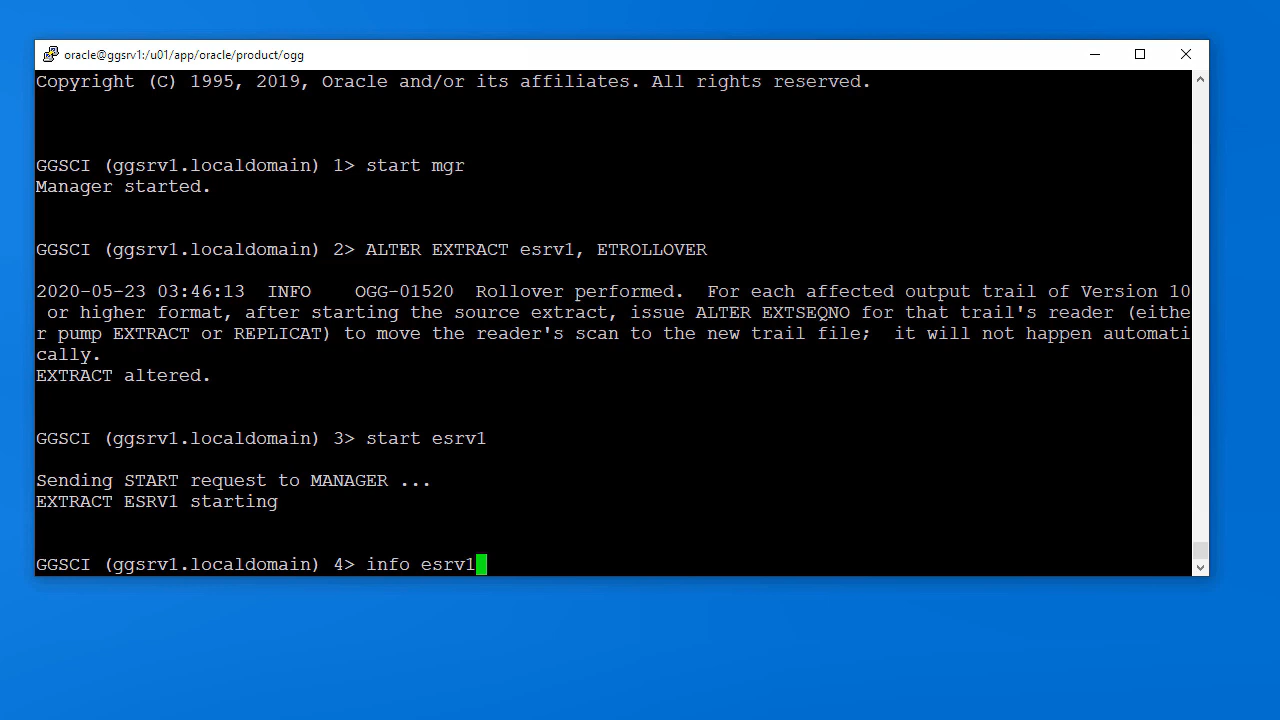 oracle@ggsrv1:/u01/app/oracle/product/ogg
Copyright (C) 1995, 2019, Oracle and/or its affiliates. All rights reserved.
GGSCI (ggsrv1.localdomain) 1> start mgr
Manager started.
GGSCI (ggsrv1.localdomain) 2> ALTER EXTRACT esrv1, ETROLLOVER
2020-05-23 03:46:13  INFO    OGG-01520  Rollover performed.  For each affected output trail of Version 10
 or higher format, after starting the source extract, issue ALTER EXTSEQNO for that trail's reader (eithe
r pump EXTRACT or REPLICAT) to move the reader's scan to the new trail file;  it will not happen automati
cally.
EXTRACT altered.
GGSCI (ggsrv1.localdomain) 3> start esrv1
Sending START request to MANAGER ...
EXTRACT ESRV1 starting
GGSCI (ggsrv1.localdomain) 4> info esrv1